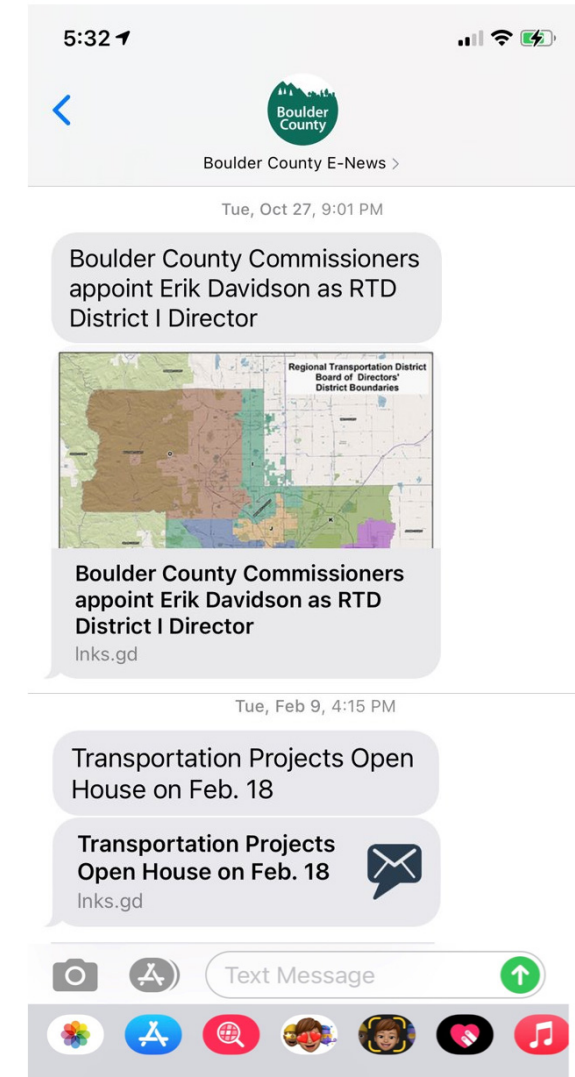 5:32
Boulder
County
Boulder County E-News >
Tue, Oct 27, 9:01 PM
Boulder County Commissioners
appoint Erik Davidson as RTD
District I Director
Regional Transportation District
Board of Directors'
District Boundaries
O
I
J
K
Boulder County Commissioners
appoint Erik Davidson as RTD
District I Director
lnks.gd
Tue, Feb 9, 4:15 PM
Transportation Projects Open
House on Feb. 18
Transportation Projects
Open House on Feb. 18
lnks.gd
Text Message